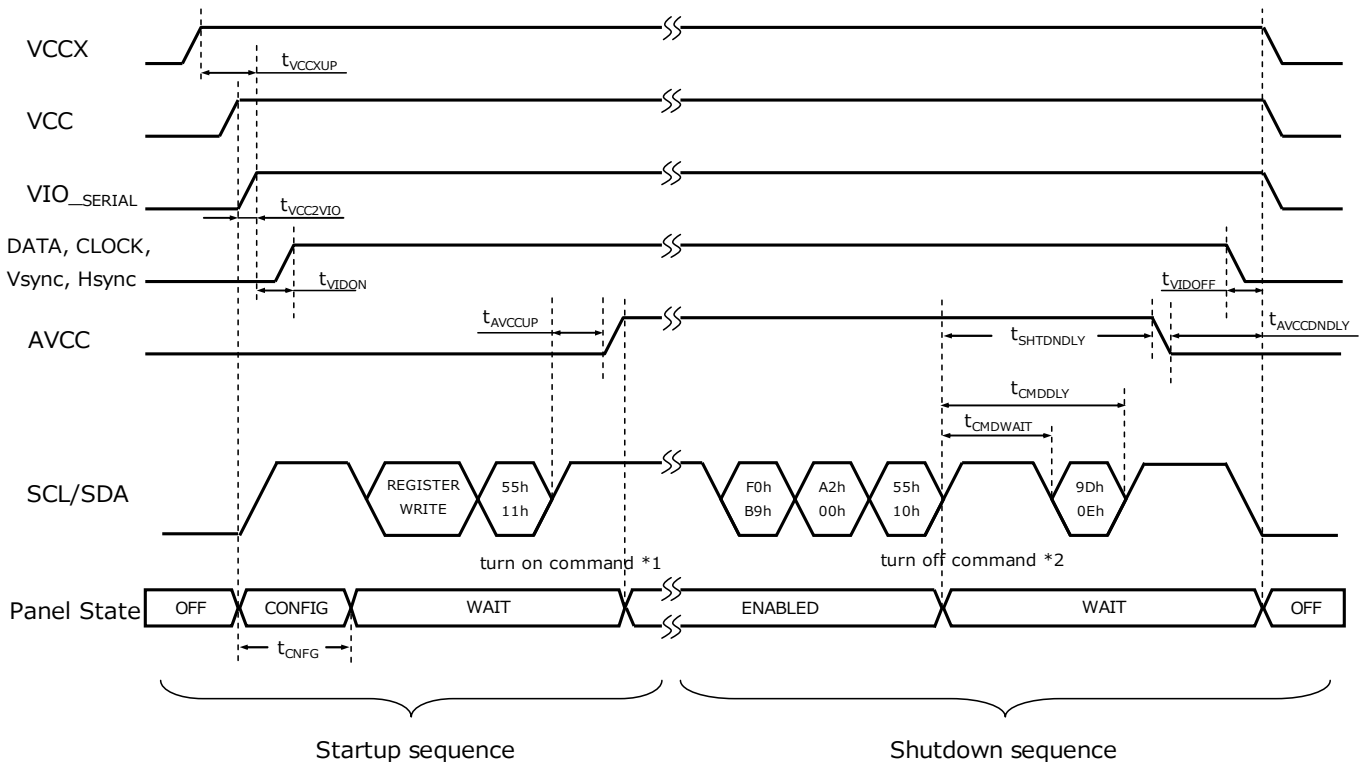 VCCX
tVCCXUP
VCC
VIO_SERIAL
tVCC2VIO
DATA, CLOCK,
Vsync, Hsync
tVIDON
tVIDOFF
AVCC
tAVCCUP
tSHTDNDLY
tAVCCDNDLY
tCMDDLY
tCMDWAIT
SCL/SDA
REGISTER
WRITE
55h
11h
F0h
B9h
A2h
00h
55h
10h
9Dh
0Eh
turn on command *1
turn off command *2
Panel State
OFF
CONFIG
WAIT
ENABLED
WAIT
OFF
tCNFG
Startup sequence
Shutdown sequence